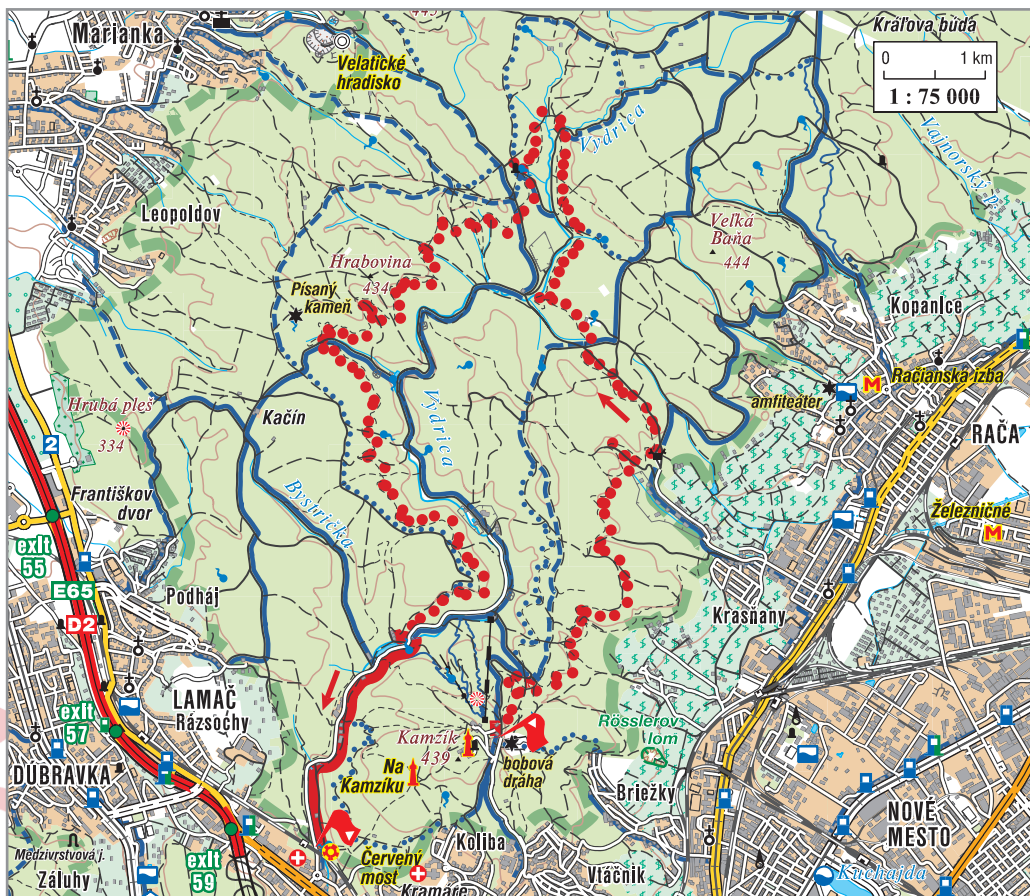 Marianka
445
Velatické
hradisko
Kráľova búda
0 1 km
1 : 75 000
Vydrica
Vajnorský p.
Leopoldov
Veľká
Baňa
444
Hrabovina
434
Písaný
kameň
Kopanice
Račianska izba
M
amfiteáter
RAČA
Hrubá pleš
334
Kačín
Vydrica
2
Františkov
dvor
Bystrička
Železničné
M
exit
55
E65
D2
Podháj
Krasňany
LAMAČ
Rázsochy
exit
57
Rösslerov
lom
Kamzík
439
DÚBRAVKA
Na
Kamzíku
bobová
dráha
Briežky
NOVÉ
MESTO
Medzivrstvová j.
Záluhy
exit
59
Červený
most
Koliba
Kramáre
Vtáčnik
Kuchajda